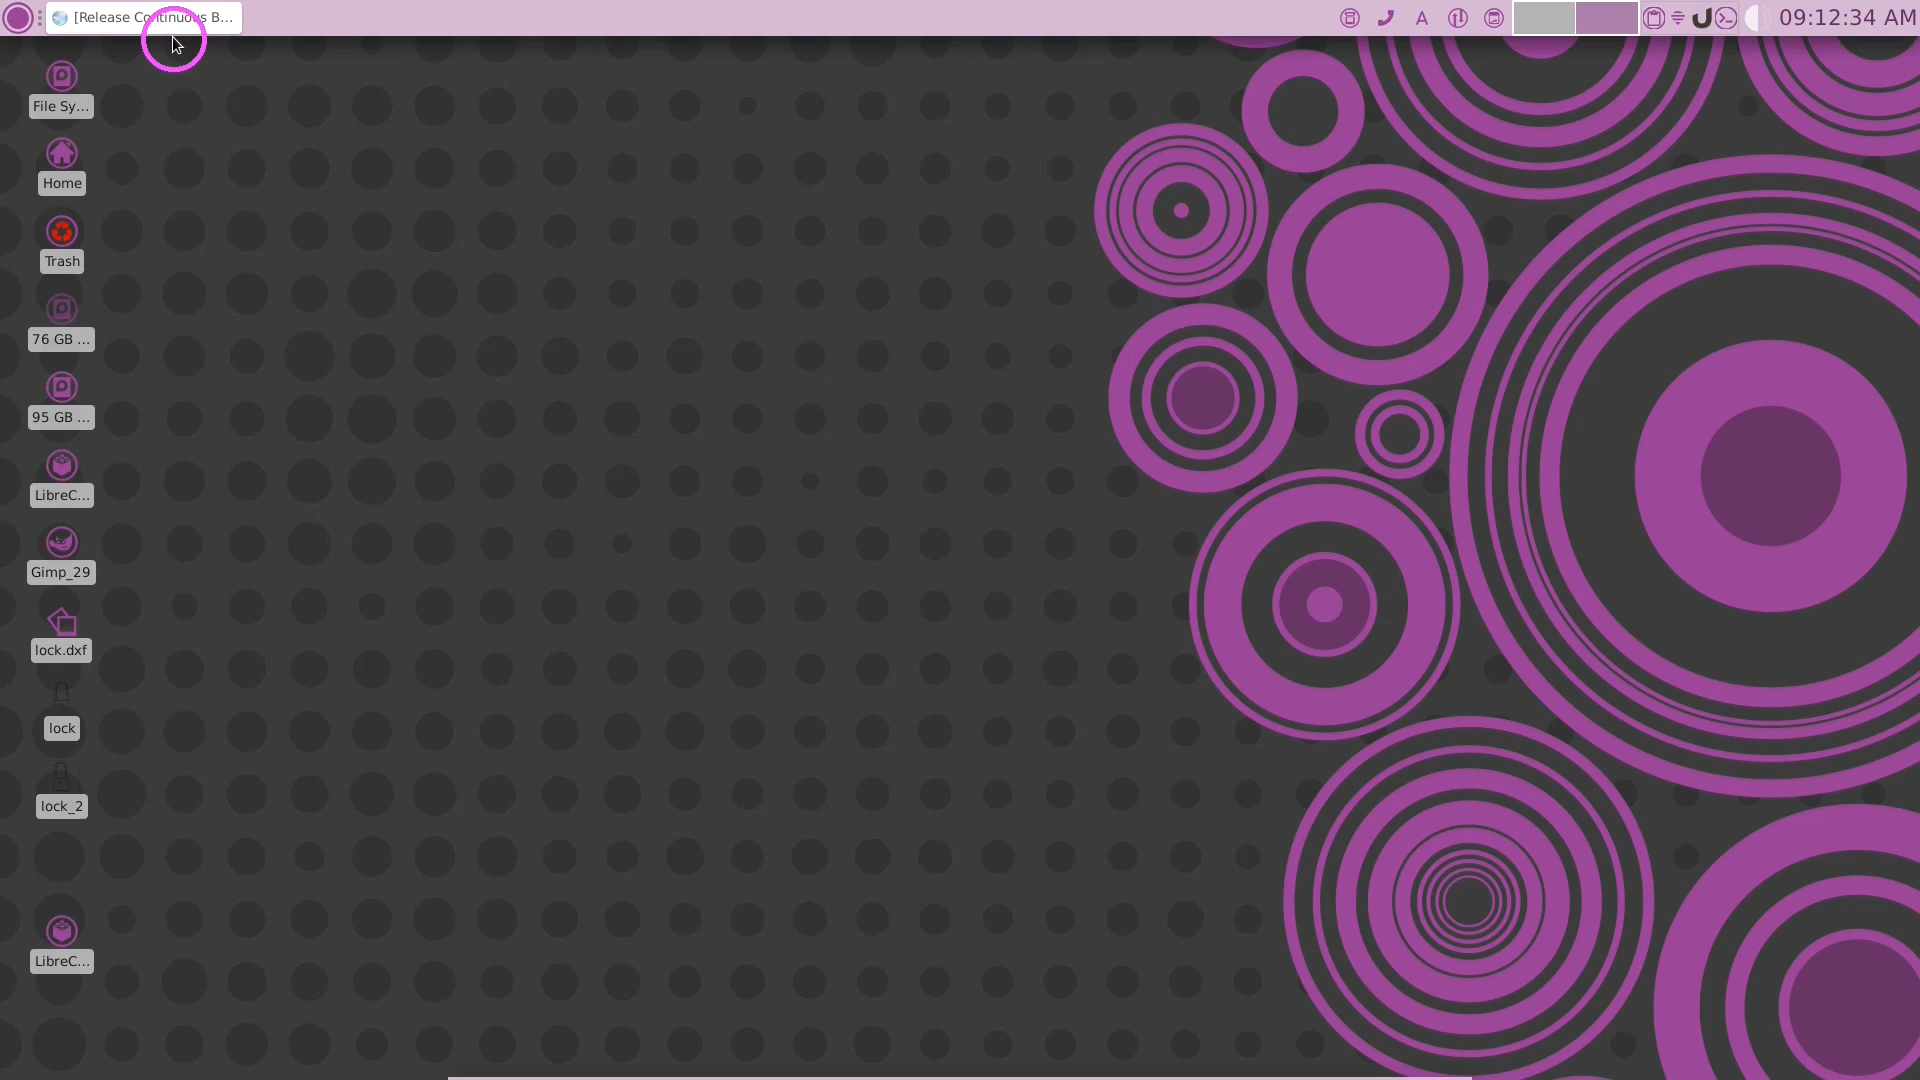 [Release Continuous B...
A
09:12:34 AM
File Sy...
Home
Trash
76 GB ...
95 GB ...
LibreC...
Gimp_29
lock.dxf
lock
lock_2
LibreC...